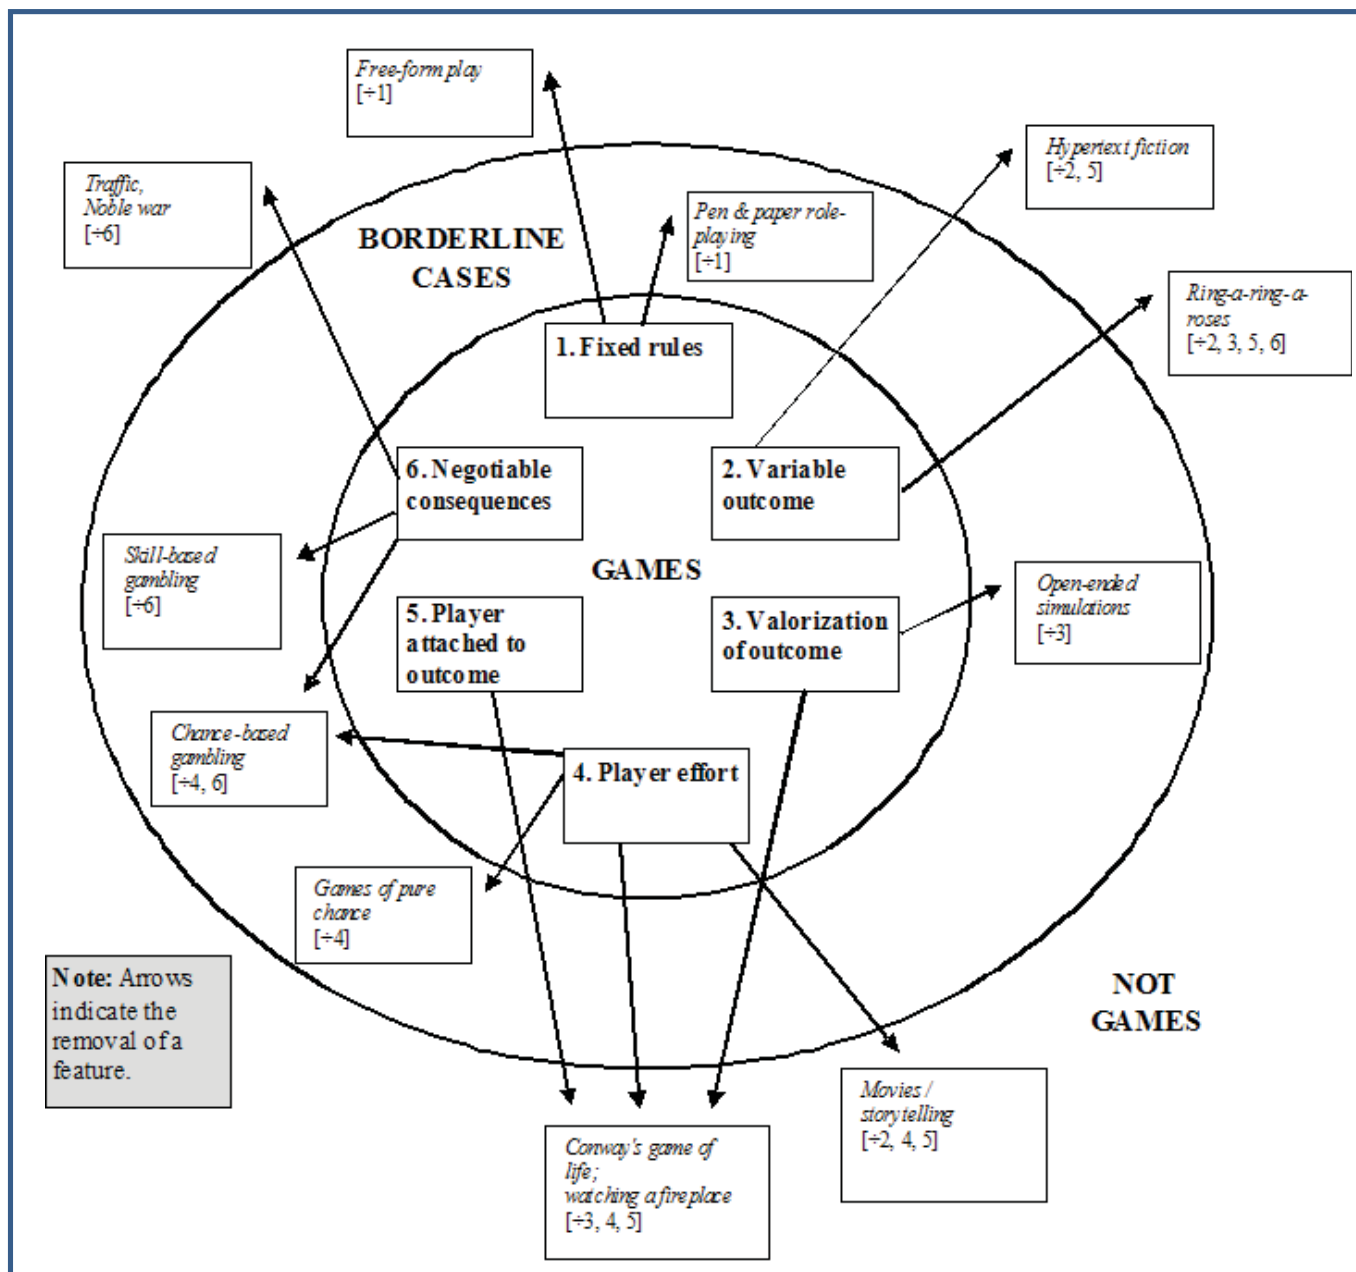 Free-form play
[÷1]
Hypertext fiction
[÷2, 5]
Traffic,
Noble war
[÷6]
Pen & paper role-
playing
[÷1]
BORDERLINE
CASES
Ring-a-ring-a-
roses
[÷2, 3, 5, 6]
1. Fixed rules
6. Negotiable
consequences
2. Variable
outcome
Skill-based
gambling
[÷6]
GAMES
Open-ended
simulations
[÷3]
5. Player
attached to
outcome
3. Valorization
of outcome
Chance-based
gambling
[÷4, 6]
4. Player effort
Games of pure
chance
[÷4]
Note: Arrows
indicate the
removal of a
feature.
NOT
GAMES
Movies /
storytelling
[÷2, 4, 5]
Conway's game of
life;
watching a fireplace
[÷3, 4, 5]